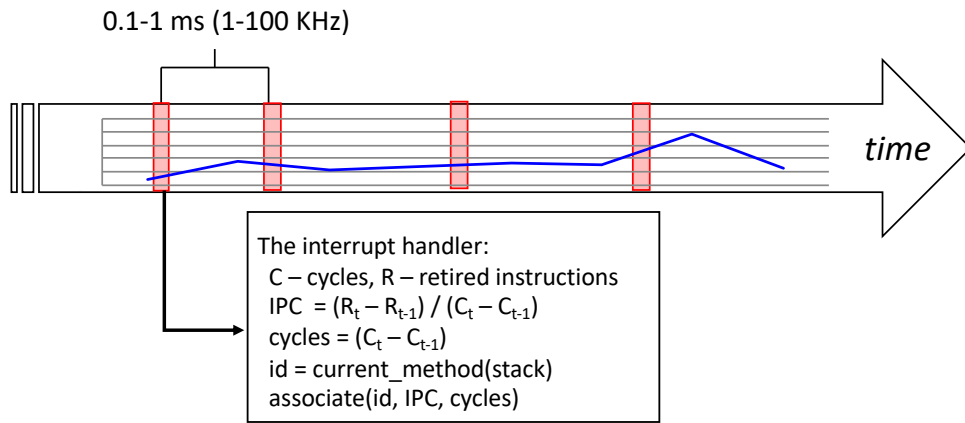 0.1-1 ms (1-100 KHz)
time
The interrupt handler:
C – cycles, R – retired instructions
IPC = (Rₜ – Rₜ₋₁) / (Cₜ – Cₜ₋₁)
cycles = (Cₜ – Cₜ₋₁)
id = current_method(stack)
associate(id, IPC, cycles)